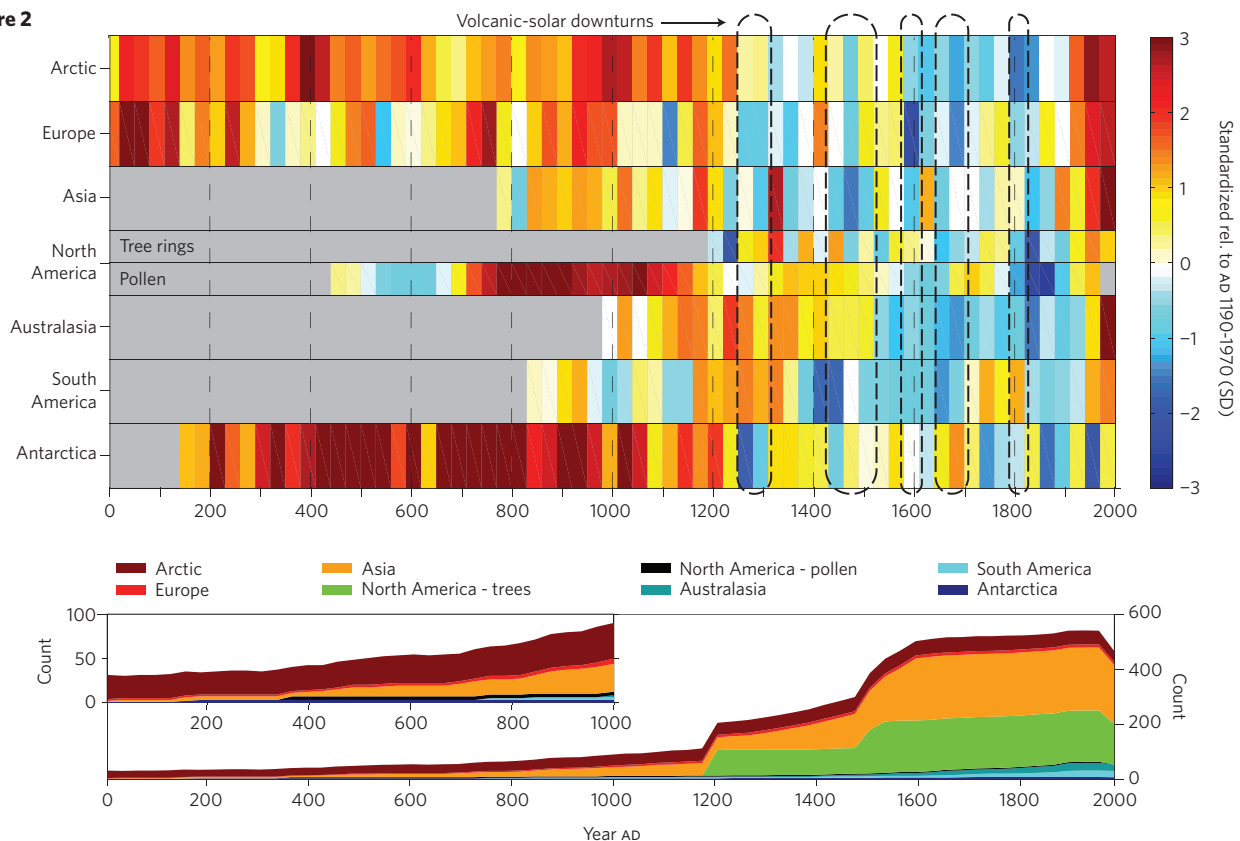 re 2
Volcanic-solar downturns
Arctic
Europe
Asia
North
America
Tree rings
Pollen
Australasia
South
America
Antarctica
0 200 400 600 800 1000 1200 1400 1600 1800 2000
3
2
1
0
−1
−2
−3
Standardized rel. to AD 1190-1970 (SD)
Arctic Asia North America - pollen South America
Europe North America - trees Australasia Antarctica
100
50
0
Count
200 400 600 800 1000
600
400
200
0
Count
0 200 400 600 800 1000 1200 1400 1600 1800 2000
Year AD